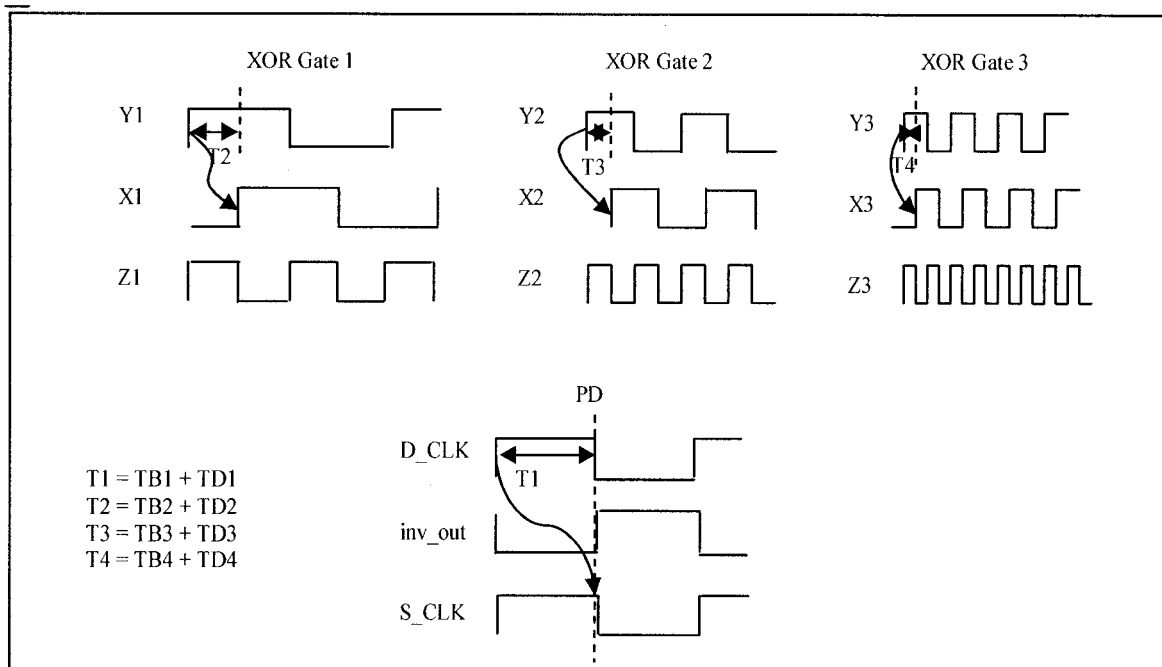 XOR Gate 1
XOR Gate 2
XOR Gate 3
Y1
T2
X1
Z1
Y2
T3
X2
Z2
Y3
T4
X3
Z3
PD
D_CLK
T1
inv_out
S_CLK
T1 = TB1 + TD1
T2 = TB2 + TD2
T3 = TB3 + TD3
T4 = TB4 + TD4